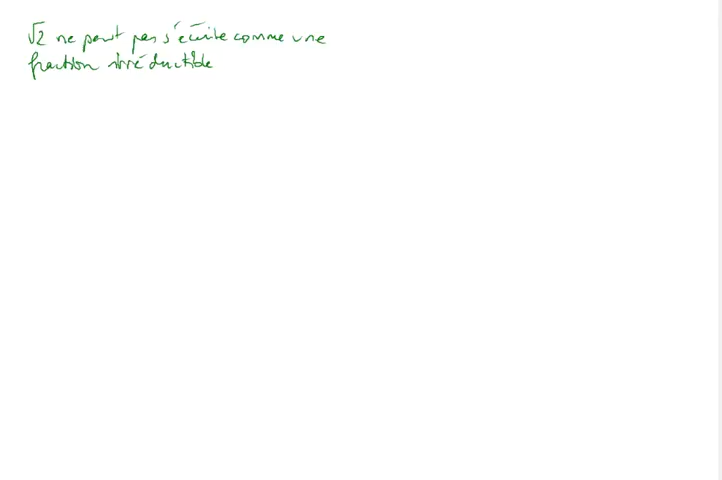 √2 ne peut pas s'écrire comme une
fraction irréductible